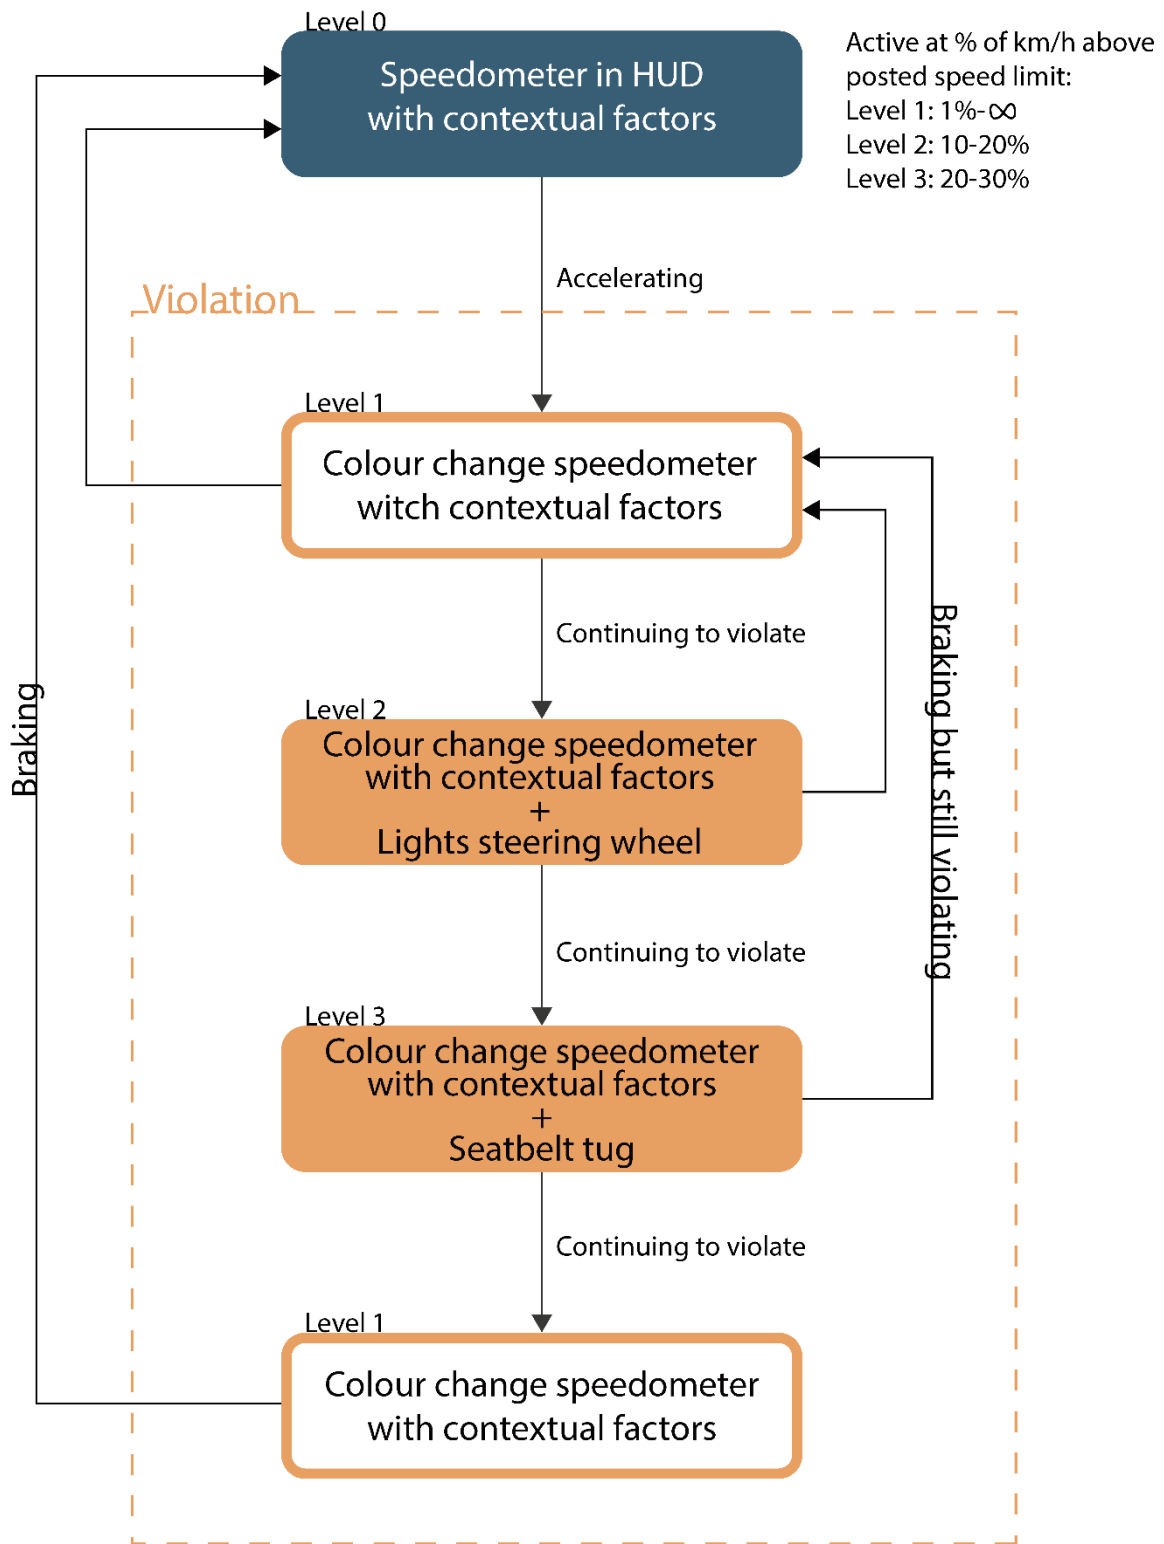 Level 0
Speedometer in HUD
with contextual factors
Active at % of km/h above
posted speed limit:
Level 1: 1%-∞
Level 2: 10-20%
Level 3: 20-30%
Accelerating
Violation
Level 1
Colour change speedometer
witch contextual factors
Continuing to violate
Level 2
Colour change speedometer
with contextual factors
+
Lights steering wheel
Braking
Braking but still violating
Continuing to violate
Level 3
Colour change speedometer
with contextual factors
+
Seatbelt tug
Continuing to violate
Level 1
Colour change speedometer
with contextual factors